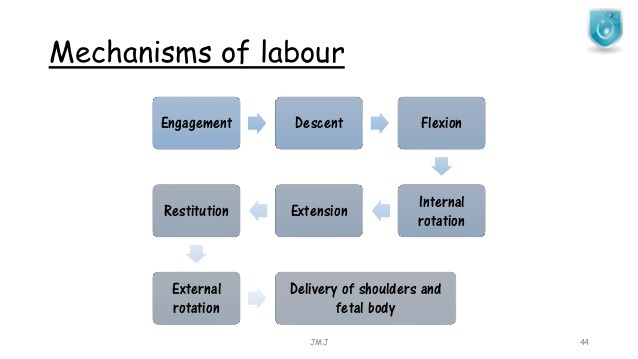 Mechanisms of labour
Engagement
Descent
Flexion
Internal
rotation
Extension
Restitution
External
rotation
Delivery of shoulders and
fetal body
JMJ
44